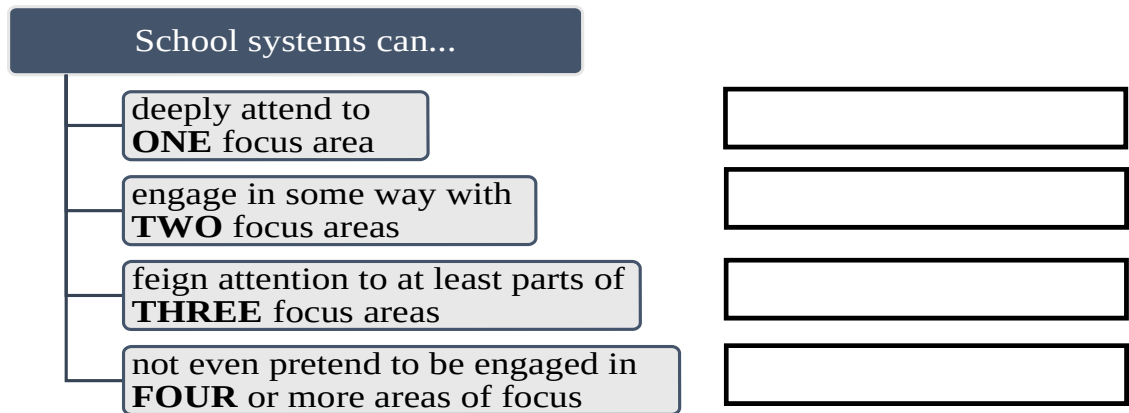 School systems can...
deeply attend to
ONE focus area
engage in some way with
TWO focus areas
feign attention to at least parts of
THREE focus areas
not even pretend to be engaged in
FOUR or more areas of focus